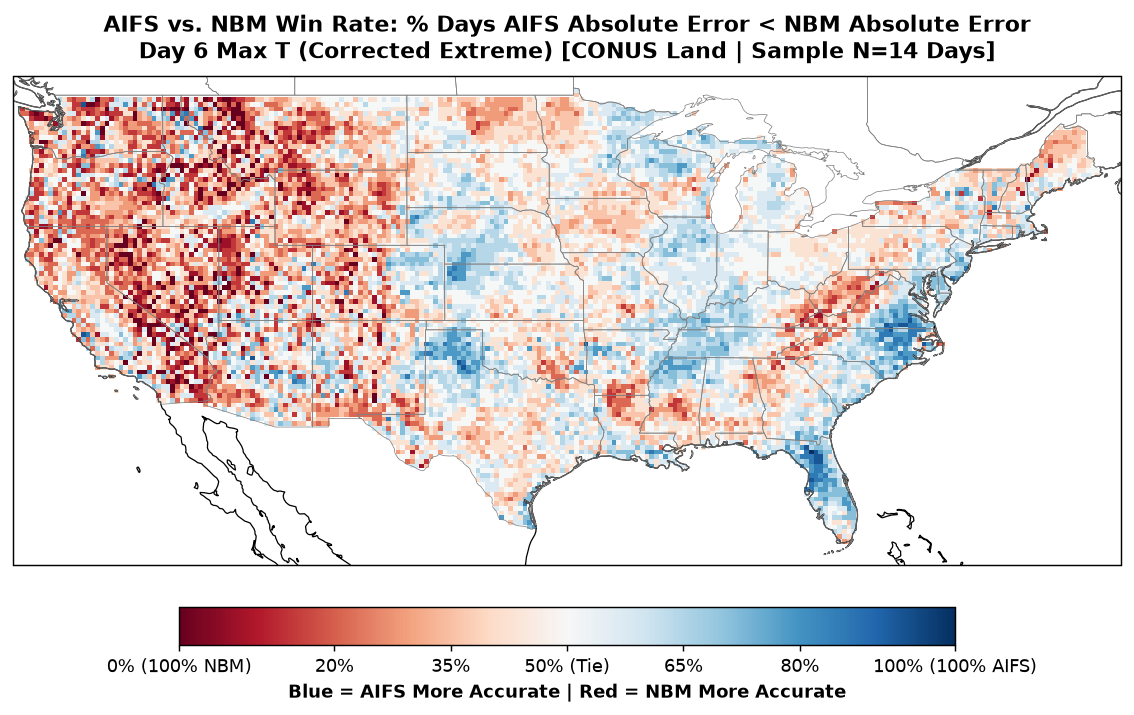 AIFS vs. NBM Win Rate: % Days AIFS Absolute Error < NBM Absolute Error
Day 6 Max T (Corrected Extreme) [CONUS Land | Sample N=14 Days]
0% (100% NBM) 20% 35% 50% (Tie) 65% 80% 100% (100% AIFS)
Blue = AIFS More Accurate | Red = NBM More Accurate